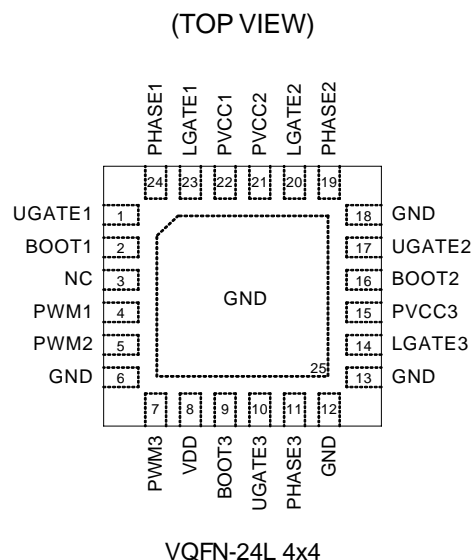 (TOP VIEW)
PHASE1
LGATE1
PVCC1
PVCC2
LGATE2
PHASE2
24
23
22
21
20
19
UGATE1 1
BOOT1 2
NC 3
PWM1 4
PWM2 5
GND 6
GND
25
18 GND
17 UGATE2
16 BOOT2
15 PVCC3
14 LGATE3
13 GND
7
8
9
10
11
12
PWM3
VDD
BOOT3
UGATE3
PHASE3
GND
VQFN-24L 4x4